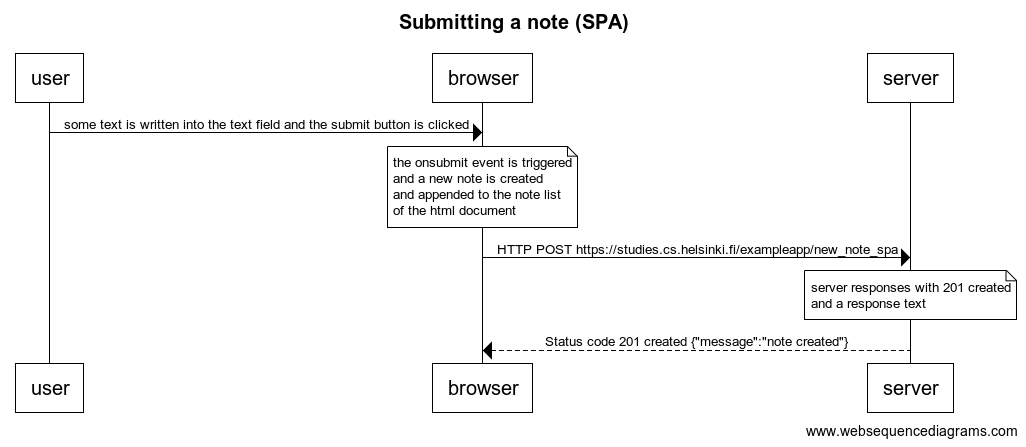 Submitting a note (SPA)
user
browser
server
some text is written into the text field and the submit button is clicked
the onsubmit event is triggered
and a new note is created
and appended to the note list
of the html document
HTTP POST https://studies.cs.helsinki.fi/exampleapp/new_note_spa
server responses with 201 created
and a response text
Status code 201 created {"message":"note created"}
user
browser
server
www.websequencediagrams.com